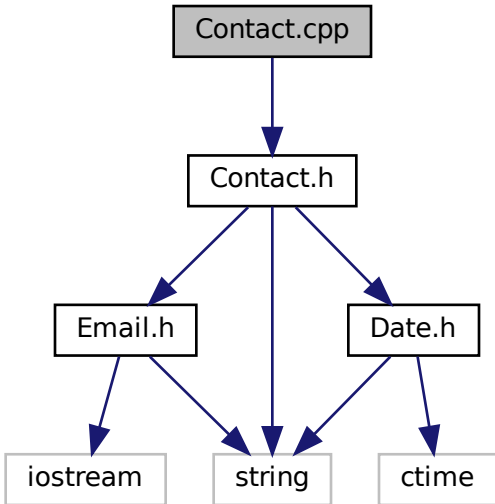 Contact.cpp
Contact.h
Email.h
Date.h
iostream
string
ctime